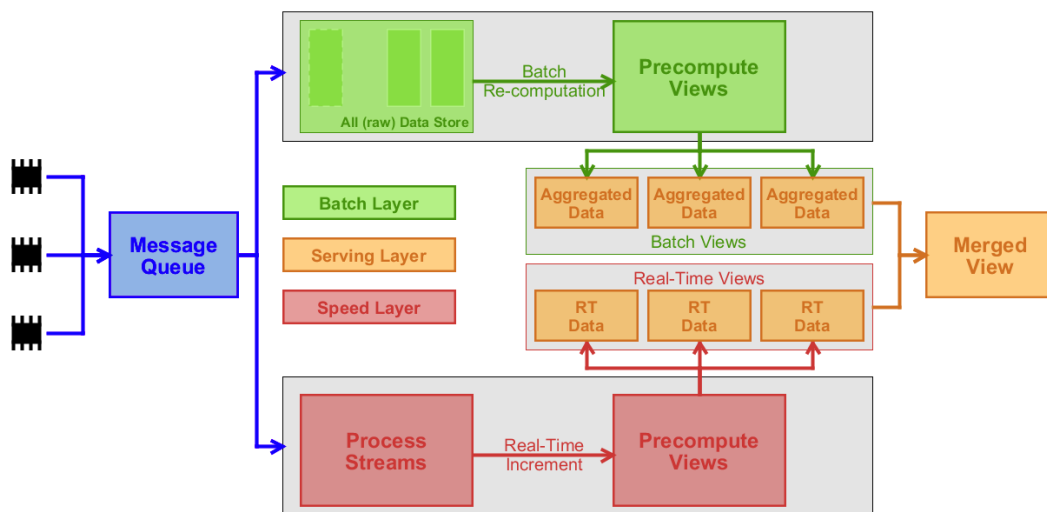 Batch
Re-computation
Precompute
Views
All (raw) Data Store
Message
Queue
Batch Layer
Serving Layer
Speed Layer
Aggregated
Data
Aggregated
Data
Aggregated
Data
Batch Views
Real-Time Views
RT
Data
RT
Data
RT
Data
Merged
View
Process
Streams
Real-Time
Increment
Precompute
Views